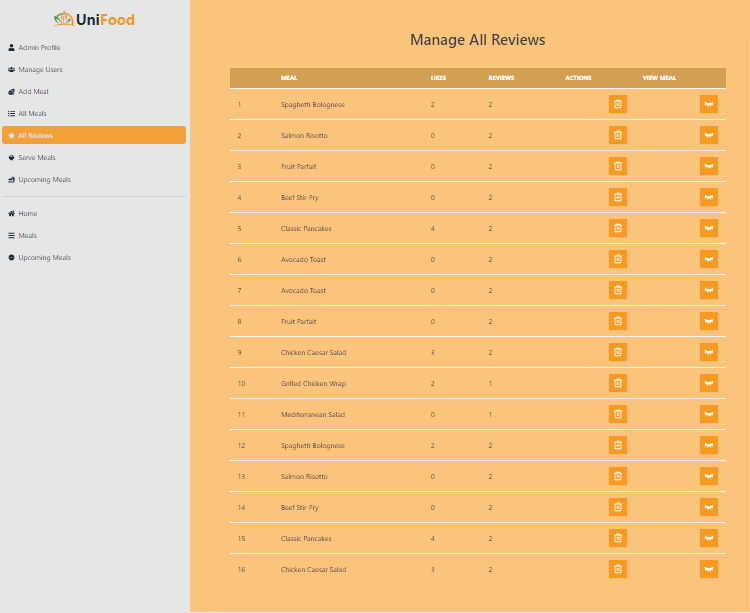 UniFood
Admin Profile
Manage Users
Add Meal
All Meals
All Reviews
Serve Meals
Upcoming Meals
Home
Meals
Upcoming Meals
Manage All Reviews
MEAL LIKES REVIEWS ACTIONS VIEW MEAL
1 Spaghetti Bolognese 2 2
2 Salmon Risotto 0 2
3 Fruit Parfait 0 2
4 Beef Stir-Fry 0 2
5 Classic Pancakes 4 2
6 Avocado Toast 0 2
7 Avocado Toast 0 2
8 Fruit Parfait 0 2
9 Chicken Caesar Salad 3 2
10 Grilled Chicken Wrap 2 1
11 Mediterranean Salad 0 1
12 Spaghetti Bolognese 2 2
13 Salmon Risotto 0 2
14 Beef Stir-Fry 0 2
15 Classic Pancakes 4 2
16 Chicken Caesar Salad 3 2